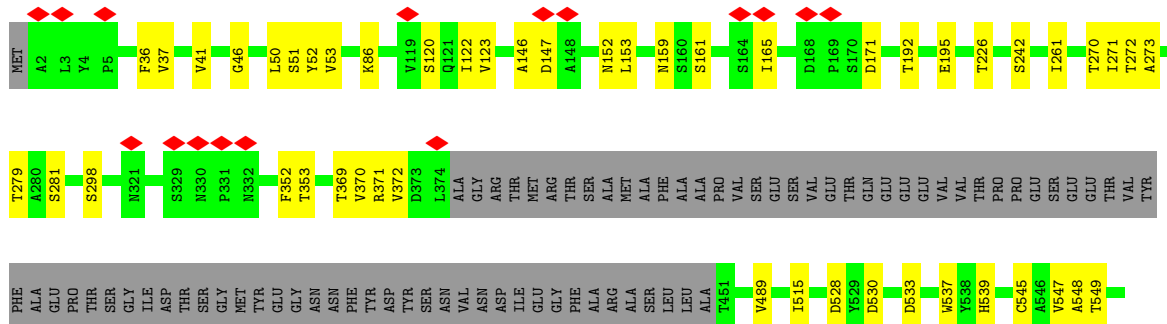 MET A2 L3 Y4 P5 F36 V37 V41 G46 L50 S51 Y52 V53 K86 V119 S120 Q121 I122 V123 A146 D147 A148 N152 L153 N159 S160 S161 S164 I165 D168 P169 S170 D171 T192 E195 T226 S242 I261 T270 I271 T272 A273
T279 A280 S281 S298 N321 S329 N330 P331 N332 F352 T353 T369 V370 R371 V372 D373 L374 ALA GLY ARG THR MET ARG THR SER ALA MET ALA PHE ALA ALA PRO VAL SER GLU SER VAL GLU THR GLN GLU GLU GLU VAL VAL THR PRO PRO GLU SER GLU GLU THR VAL TYR
PHE ALA GLU PRO THR SER GLY ILE ASP THR SER GLY MET TYR GLU GLY ASN ASN PHE TYR ASP TYR SER ASN VAL ASN ASP ILE GLU GLY PHE ALA ARG ALA SER LEU LEU ALA T451 V489 I515 D528 Y529 D530 D533 W537 Y538 H539 C545 A546 V547 A548 T549